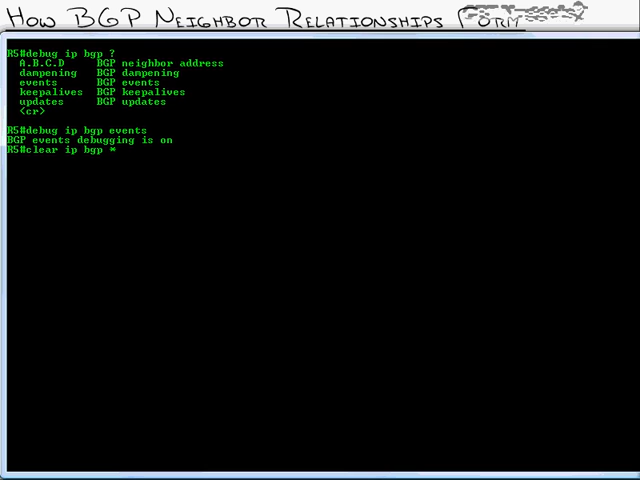 How BGP Neighbor Relationships Form
R5#debug ip bgp ?
A.B.C.D BGP neighbor address
dampening BGP dampening
events BGP events
keepalives BGP keepalives
updates BGP updates
<cr>
R5#debug ip bgp events
BGP events debugging is on
R5#clear ip bgp *